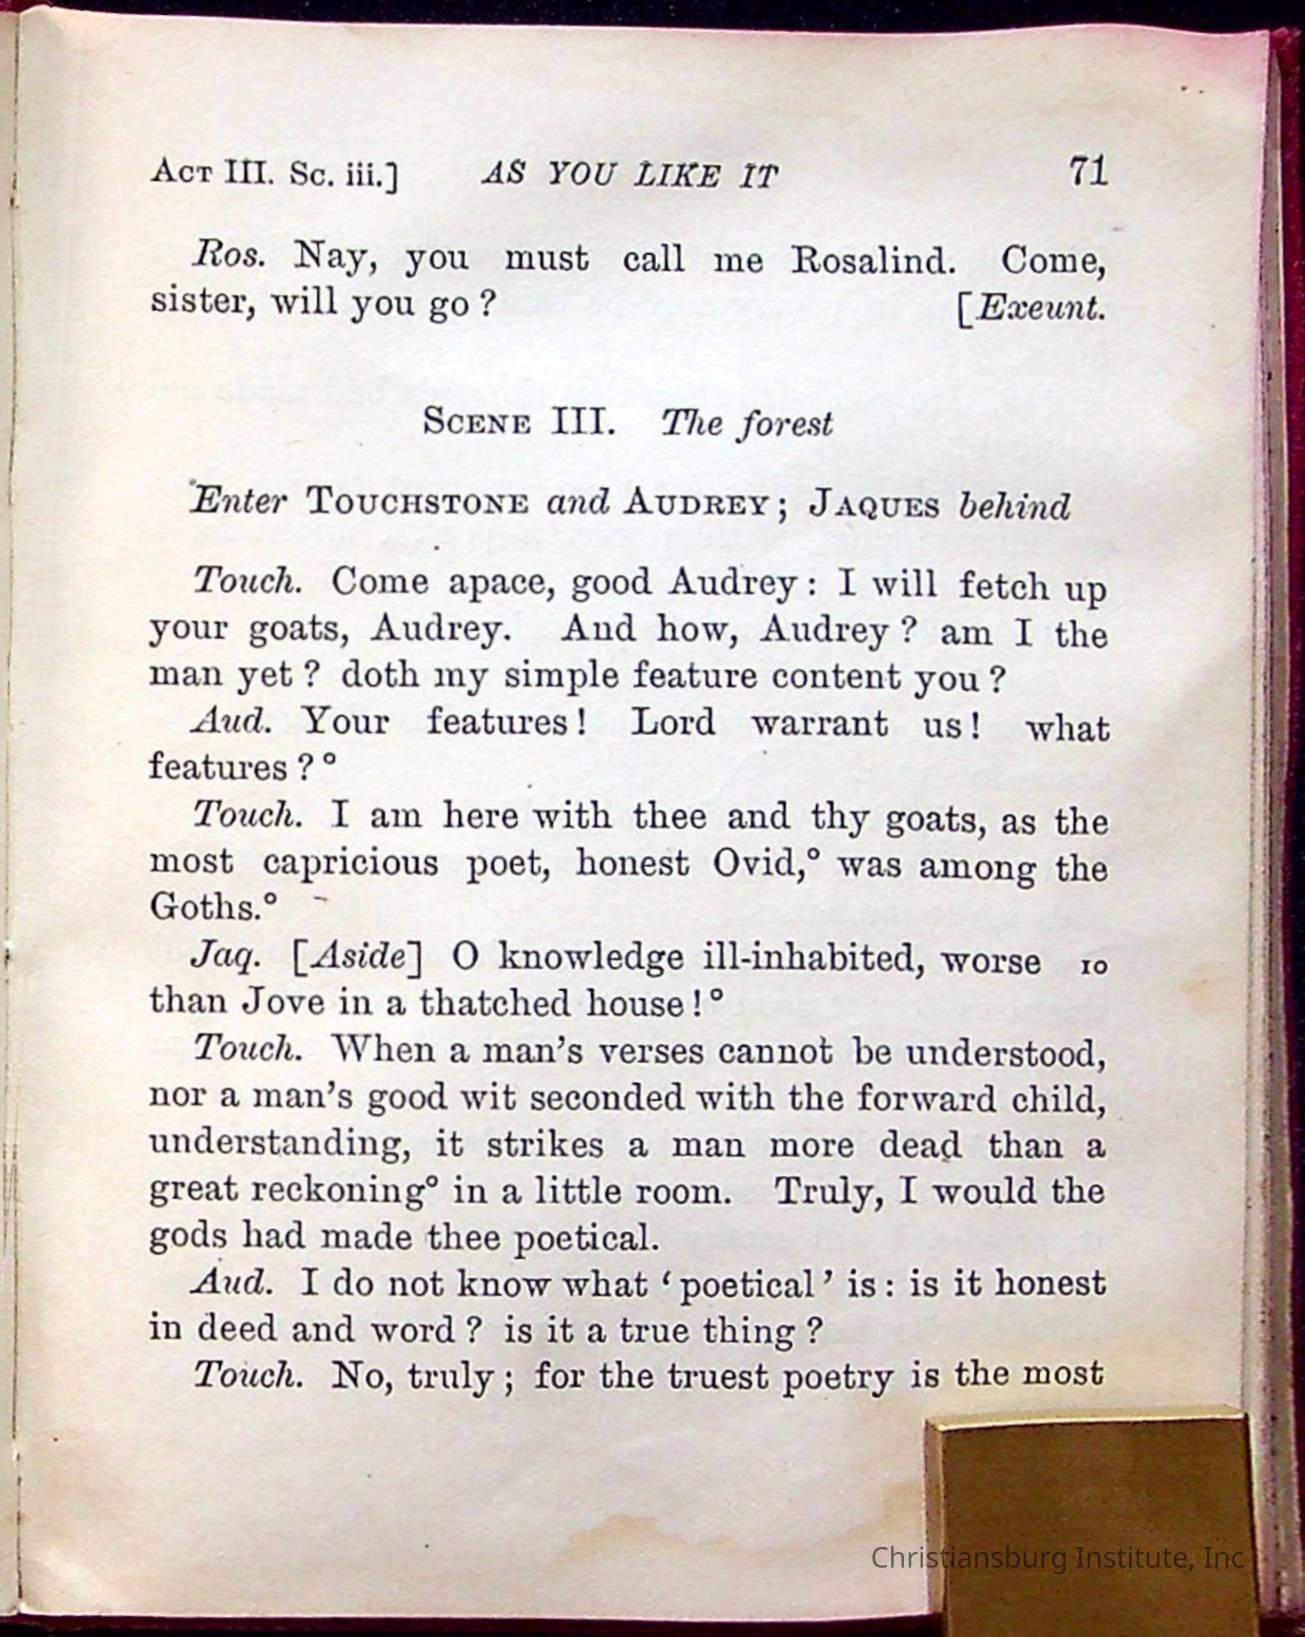 ACT III. Sc. iii.] AS YOU LIKE IT 71
Ros. Nay, you must call me Rosalind. Come,
sister, will you go ? [Exeunt.
SCENE III. The forest
Enter TOUCHSTONE and AUDREY ; JAQUES behind
Touch. Come apace, good Audrey : I will fetch up
your goats, Audrey. And how, Audrey ? am I the
man yet ? doth my simple feature content you ?
Aud. Your features ! Lord warrant us ! what
features ? °
Touch. I am here with thee and thy goats, as the
most capricious poet, honest Ovid,° was among the
Goths.°
Jaq. [Aside] O knowledge ill-inhabited, worse 10
than Jove in a thatched house ! °
Touch. When a man’s verses cannot be understood,
nor a man’s good wit seconded with the forward child,
understanding, it strikes a man more dead than a
great reckoning° in a little room. Truly, I would the
gods had made thee poetical.
Aud. I do not know what ‘ poetical ’ is : is it honest
in deed and word ? is it a true thing ?
Touch. No, truly ; for the truest poetry is the most
Christiansburg Institute, Inc